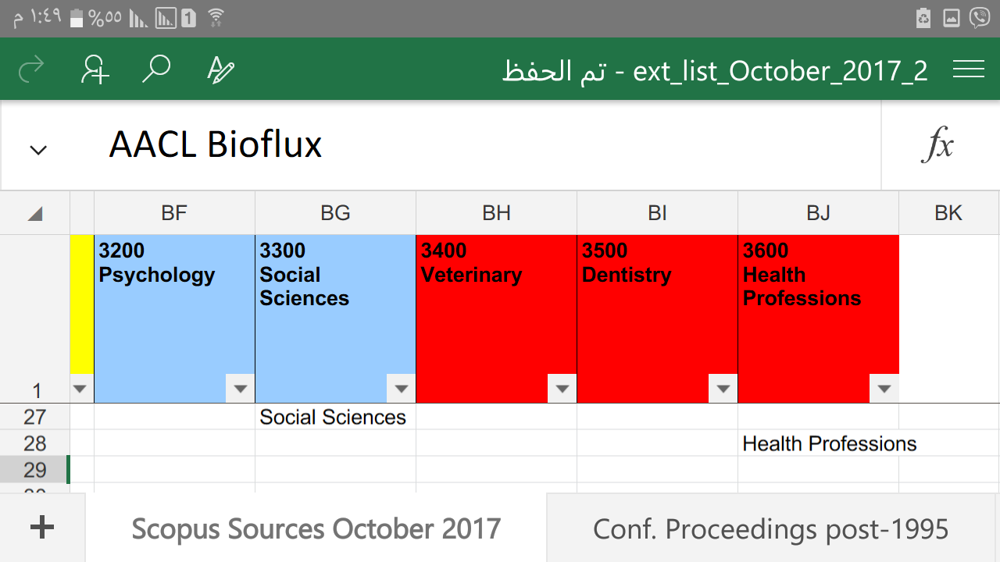 ١:٤٩ م
%٥٥
1
ext_list_October_2017_2 - تم الحفظ
AACL Bioflux
fx
BF BG BH BI BJ BK
3200
Psychology
3300
Social
Sciences
3400
Veterinary
3500
Dentistry
3600
Health
Professions
1
27 Social Sciences
28 Health Professions
29
Scopus Sources October 2017
Conf. Proceedings post-1995